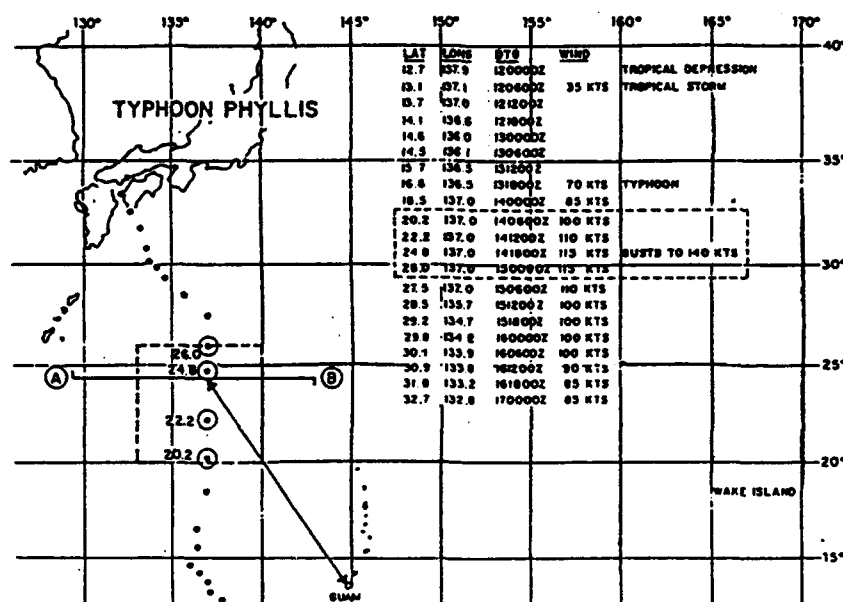 130° 135° 140° 145° 150° 155° 160° 165° 170°
40°
LAT LONG DTG WIND
12.7 137.9 120000Z TROPICAL DEPRESSION
13.1 137.1 120600Z 35 KTS TROPICAL STORM
13.7 137.0 121200Z
14.1 136.6 121800Z
14.6 136.0 130000Z
14.5 136.1 130600Z
15.7 136.5 131200Z
16.6 136.5 131800Z 70 KTS TYPHOON
18.5 137.0 140000Z 85 KTS
20.2 137.0 140600Z 100 KTS
22.2 137.0 141200Z 110 KTS
24.8 137.0 141800Z 115 KTS GUSTS TO 140 KTS
26.0 137.0 150000Z 115 KTS
27.5 137.0 150600Z 110 KTS
28.5 135.7 151200Z 100 KTS
29.2 134.7 151800Z 100 KTS
29.8 134.2 160000Z 100 KTS
30.1 133.9 160600Z 100 KTS
30.9 133.8 161200Z 90 KTS
31.8 133.2 161800Z 85 KTS
32.7 132.8 170000Z 85 KTS
TYPHOON PHYLLIS
35°
30°
26.0
25°
24.8
A B
22.2
20.2
20°
WAKE ISLAND
15°
GUAM